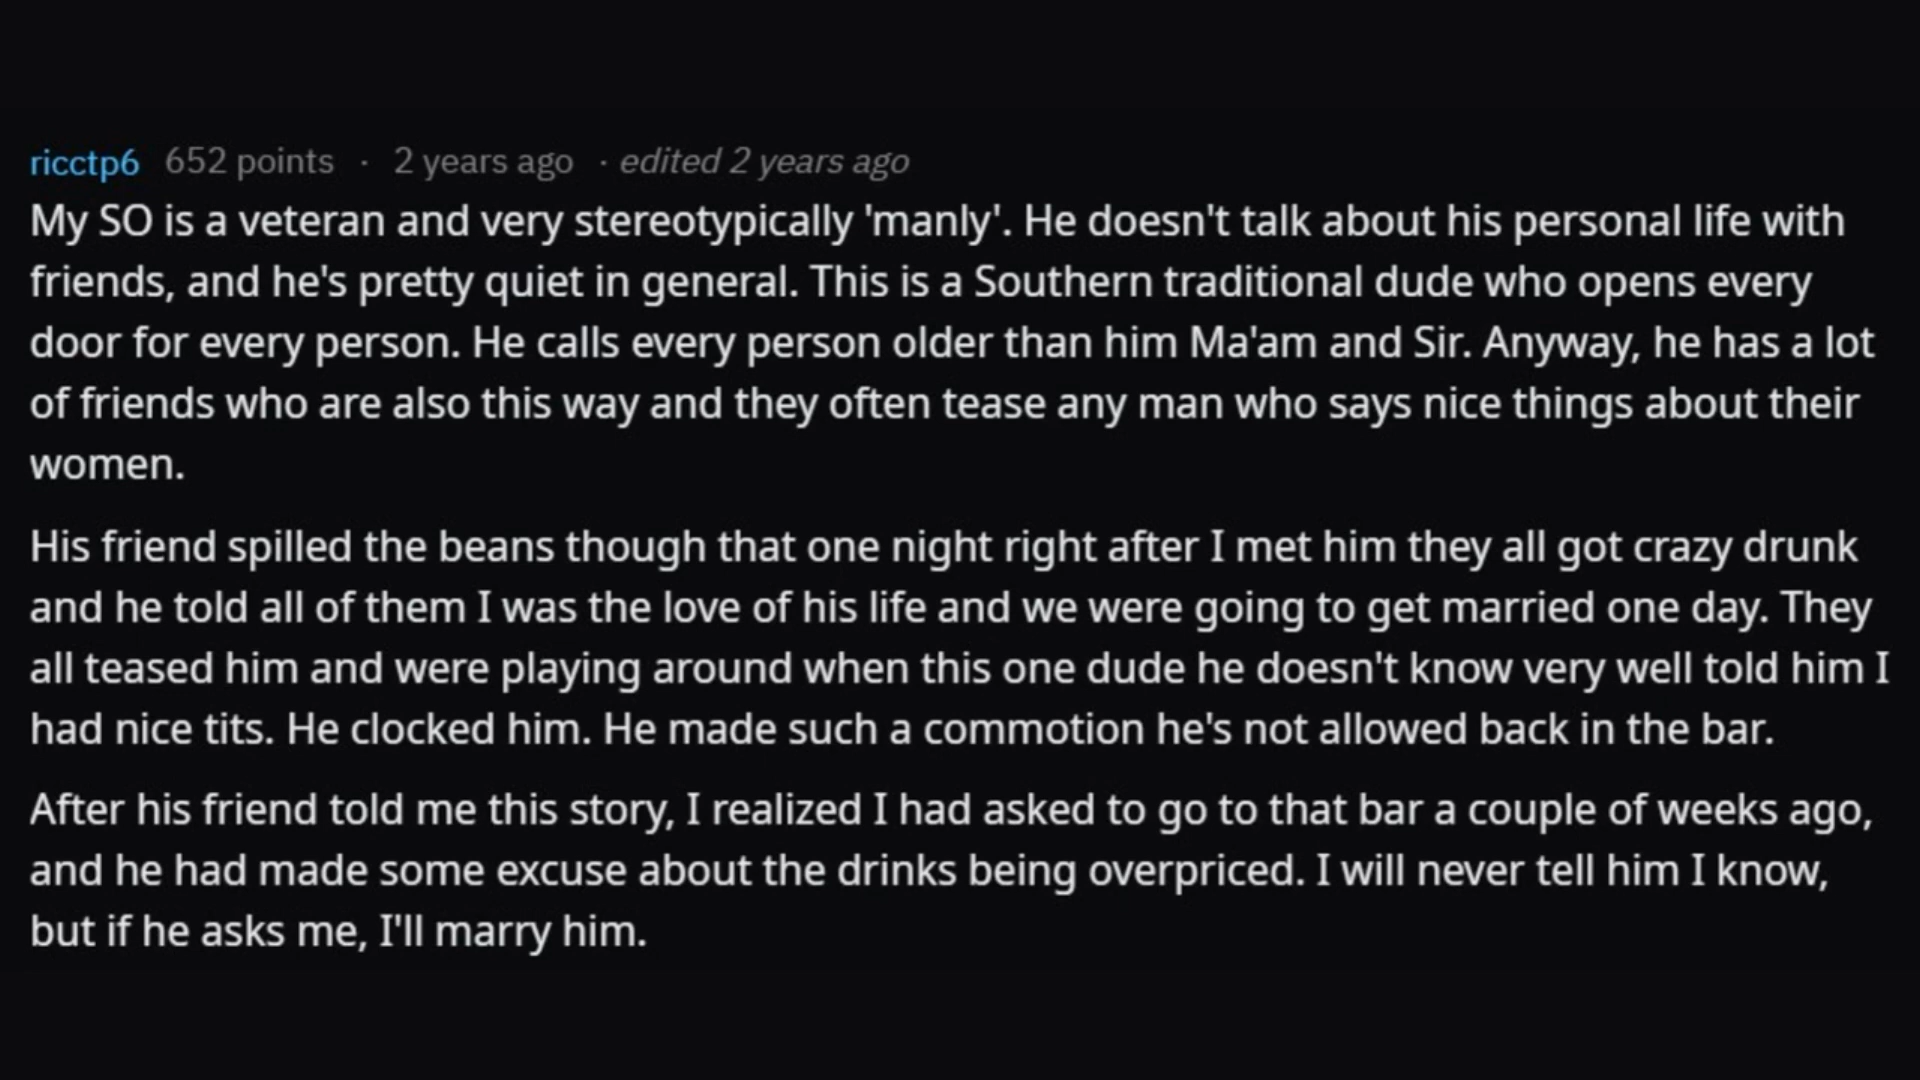 ricctp6 652 points · 2 years ago · edited 2 years ago
My SO is a veteran and very stereotypically 'manly'. He doesn't talk about his personal life with
friends, and he's pretty quiet in general. This is a Southern traditional dude who opens every
door for every person. He calls every person older than him Ma'am and Sir. Anyway, he has a lot
of friends who are also this way and they often tease any man who says nice things about their
women.
His friend spilled the beans though that one night right after I met him they all got crazy drunk
and he told all of them I was the love of his life and we were going to get married one day. They
all teased him and were playing around when this one dude he doesn't know very well told him I
had nice tits. He clocked him. He made such a commotion he's not allowed back in the bar.
After his friend told me this story, I realized I had asked to go to that bar a couple of weeks ago,
and he had made some excuse about the drinks being overpriced. I will never tell him I know,
but if he asks me, I'll marry him.